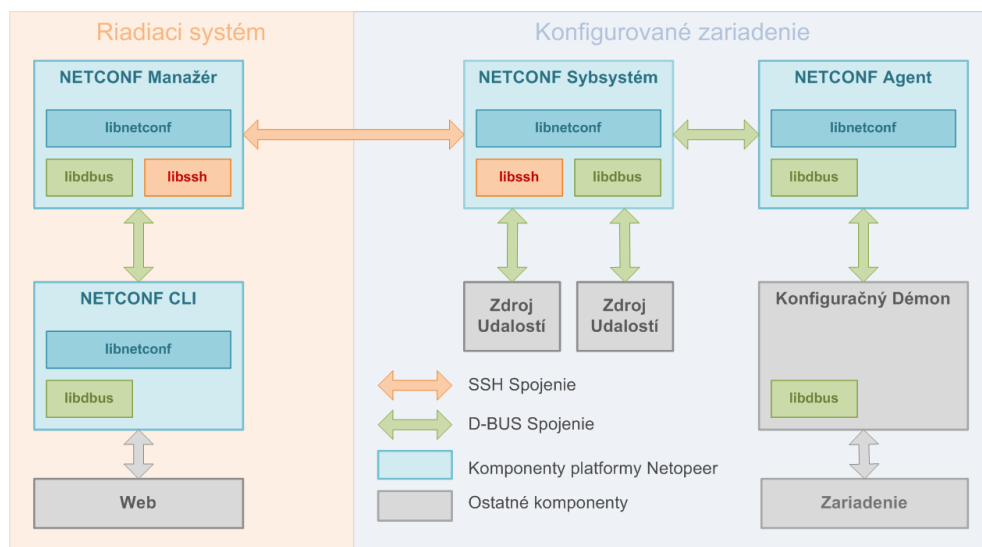 Riadiaci systém
Konfigurované zariadenie
NETCONF Manažér
libnetconf
libdbus
libssh
NETCONF Sybsystém
libnetconf
libssh
libdbus
NETCONF Agent
libnetconf
libdbus
NETCONF CLI
libnetconf
libdbus
Zdroj
Udalostí
Zdroj
Udalostí
Konfiguračný Démon
libdbus
SSH Spojenie
D-BUS Spojenie
Komponenty platformy Netopeer
Ostatné komponenty
Web
Zariadenie